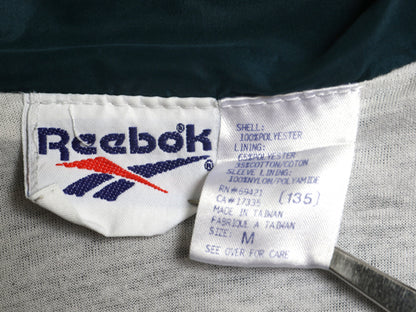 Reebok
®
SHELL:
100%POLYESTER
LINING:
65%POLYESTER
35%COTTON/COTON
SLEEVE LINING:
100%NYLON/POLYAMIDE
RN#69421
CA#17335 (135)
MADE IN TAIWAN
FABRIQUE A TAIWAN
SIZE: M
SEE OVER FOR CARE